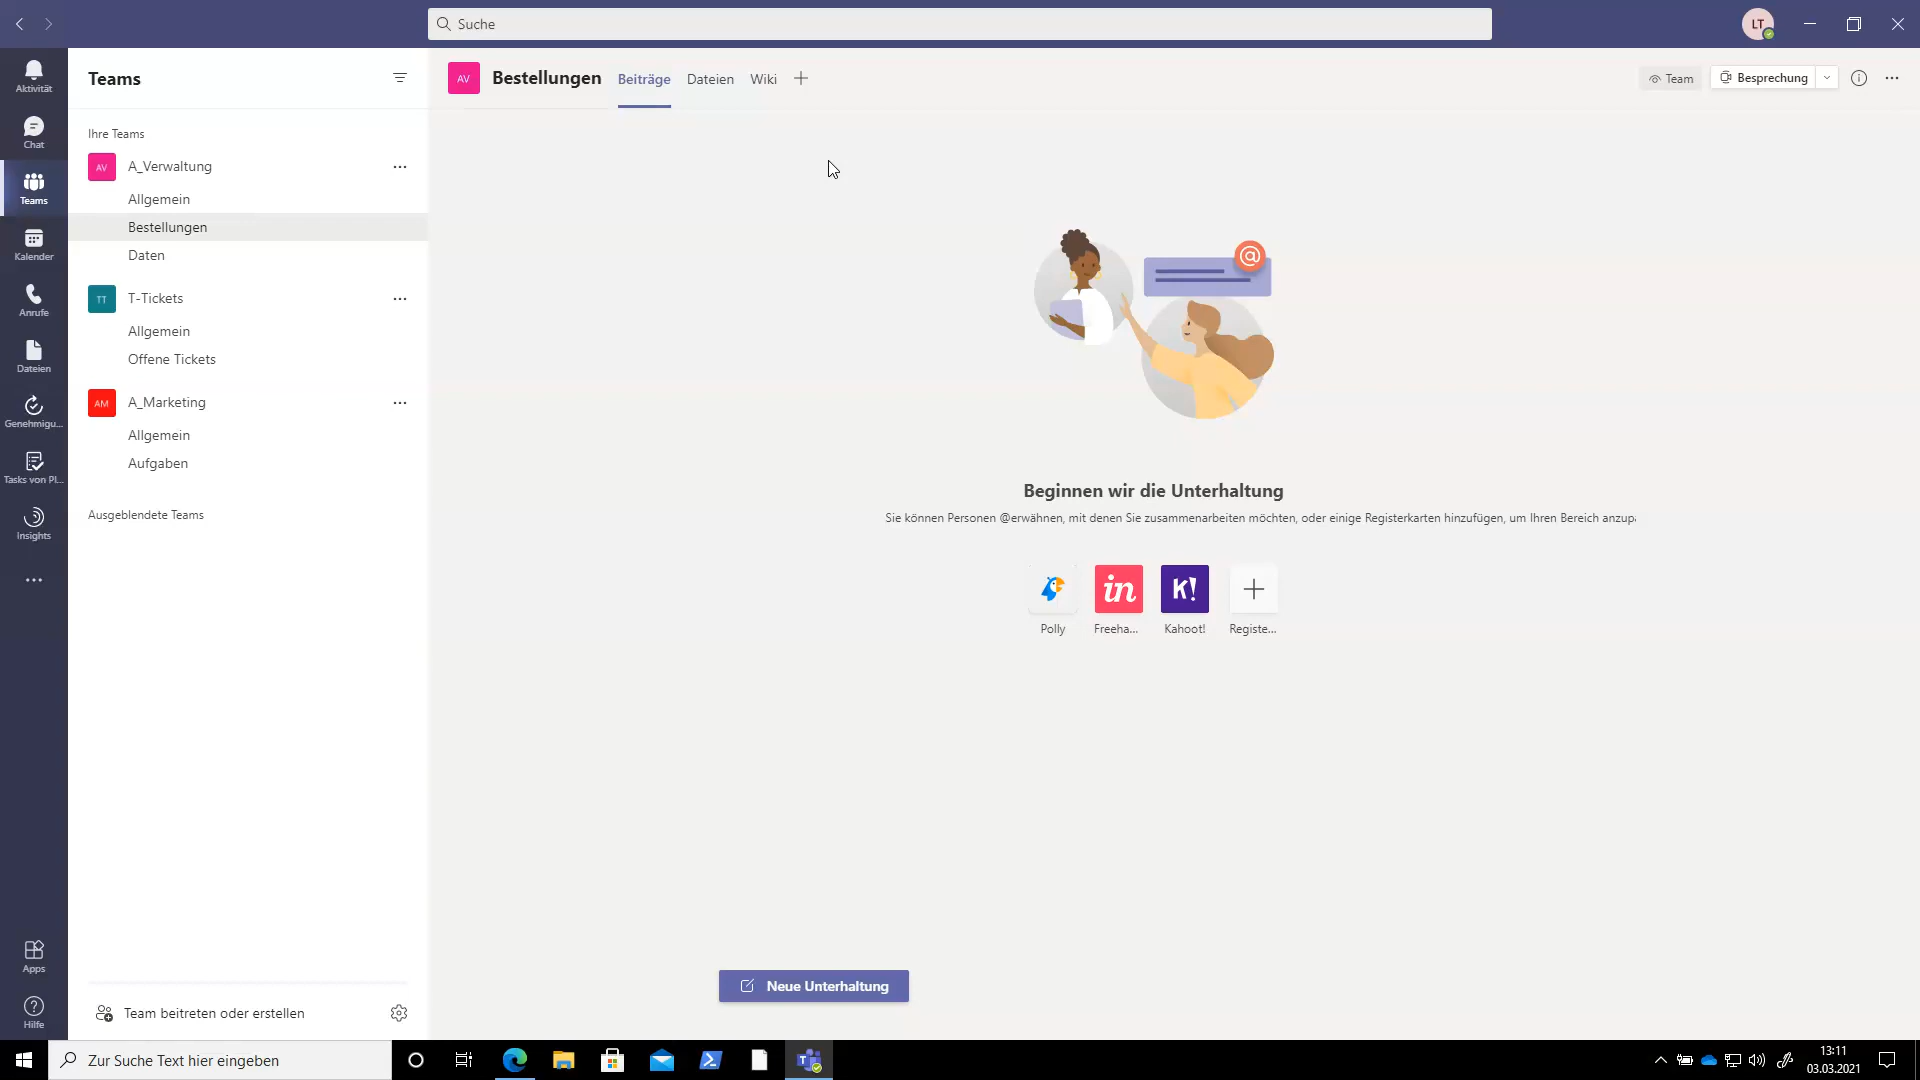 Suche
LT
Aktivität
Chat
Teams
Kalender
Anrufe
Dateien
Genehmigu...
Tasks von Pl...
Insights
Apps
Hilfe
Teams
Ihre Teams
AV A_Verwaltung
Allgemein
Bestellungen
Daten
TT T-Tickets
Allgemein
Offene Tickets
AM A_Marketing
Allgemein
Aufgaben
Ausgeblendete Teams
Team beitreten oder erstellen
AV Bestellungen Beiträge Dateien Wiki
Team Besprechung
@
Beginnen wir die Unterhaltung
Sie können Personen @erwähnen, mit denen Sie zusammenarbeiten möchten, oder einige Registerkarten hinzufügen, um Ihren Bereich anzup
in K!
Polly Freeha... Kahoot! Registe...
Neue Unterhaltung
Zur Suche Text hier eingeben
13:11
03.03.2021